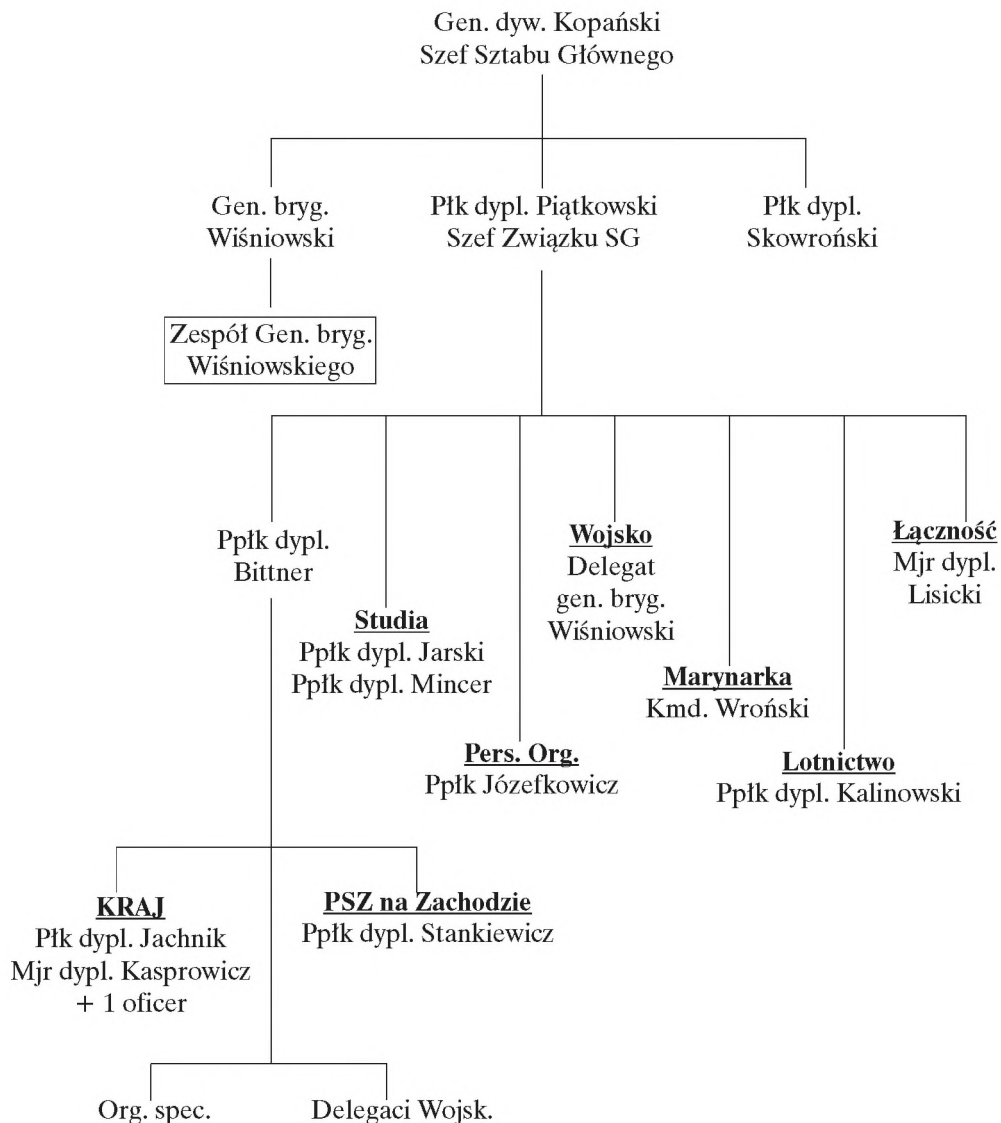 Gen. dyw. Kopański
Szef Sztabu Głównego
Gen. bryg.
Wiśniowski
Płk dypl. Piątkowski
Szef Związku SG
Płk dypl.
Skowroński
Zespół Gen. bryg.
Wiśniowskiego
Ppłk dypl.
Bittner
Studia
Ppłk dypl. Jarski
Ppłk dypl. Mincer
Pers. Org.
Ppłk Józefkowicz
Wojsko
Delegat
gen. bryg.
Wiśniowski
Marynarka
Kmd. Wroński
Lotnictwo
Ppłk dypl. Kalinowski
Łączność
Mjr dypl.
Lisicki
KRAJ
Płk dypl. Jachnik
Mjr dypl. Kasprowicz
+ 1 oficer
PSZ na Zachodzie
Ppłk dypl. Stankiewicz
Org. spec.
Delegaci Wojsk.